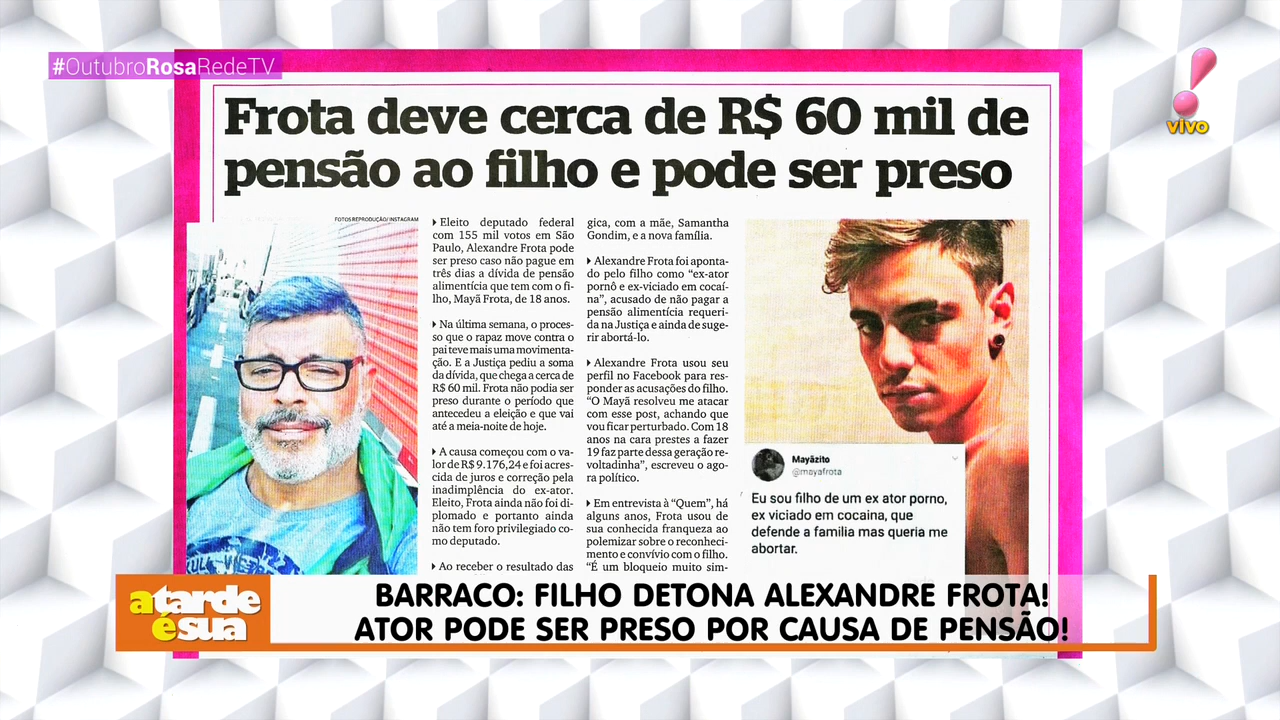 #OutubroRosaRedeTV
vivo
Frota deve cerca de R$ 60 mil de
pensão ao filho e pode ser preso
FOTOS REPRODUÇÃO/ INSTAGRAM
Eleito deputado federal
com 155 mil votos em São
Paulo, Alexandre Frota pode
ser preso caso não pague em
três dias a dívida de pensão
alimentícia que tem com o fi-
lho, Mayã Frota, de 18 anos.
Na última semana, o proces-
so que o rapaz move contra o
pai teve mais uma movimenta-
ção. E a Justiça pediu a soma
da dívida, que chega a cerca de
R$ 60 mil. Frota não podia ser
preso durante o período que
antecedeu a eleição e que vai
até a meia-noite de hoje.
A causa começou com o va-
lor de R$ 9.176,24 e foi acres-
cida de juros e correção pela
inadimplência do ex-ator.
Eleito, Frota ainda não foi di-
plomado e portanto ainda
não tem foro privilegiado co-
mo deputado.
Ao receber o resultado das
gica, com a mãe, Samantha
Gondim, e a nova família.
Alexandre Frota foi aponta-
do pelo filho como “ex-ator
pornô e ex-viciado em cocaí-
na”, acusado de não pagar a
pensão alimentícia requeri-
da na Justiça e ainda de suge-
rir abortá-lo.
Alexandre Frota usou seu
perfil no Facebook para res-
ponder as acusações do filho.
“O Mayã resolveu me atacar
com esse post, achando que
vou ficar perturbado. Com 18
anos na cara prestes a fazer
19 faz parte dessa geração re-
voltadinha”, escreveu o ago-
ra político.
Em entrevista à “Quem”, há
alguns anos, Frota usou de
sua conhecida franqueza ao
polemizar sobre o reconheci-
mento e convívio com o filho.
“É um bloqueio muito sim-
Mayãzito
@mayafrota
Eu sou filho de um ex ator porno,
ex viciado em cocaina, que
defende a familia mas queria me
abortar.
a tarde
é sua
BARRACO: FILHO DETONA ALEXANDRE FROTA!
ATOR PODE SER PRESO POR CAUSA DE PENSÃO!